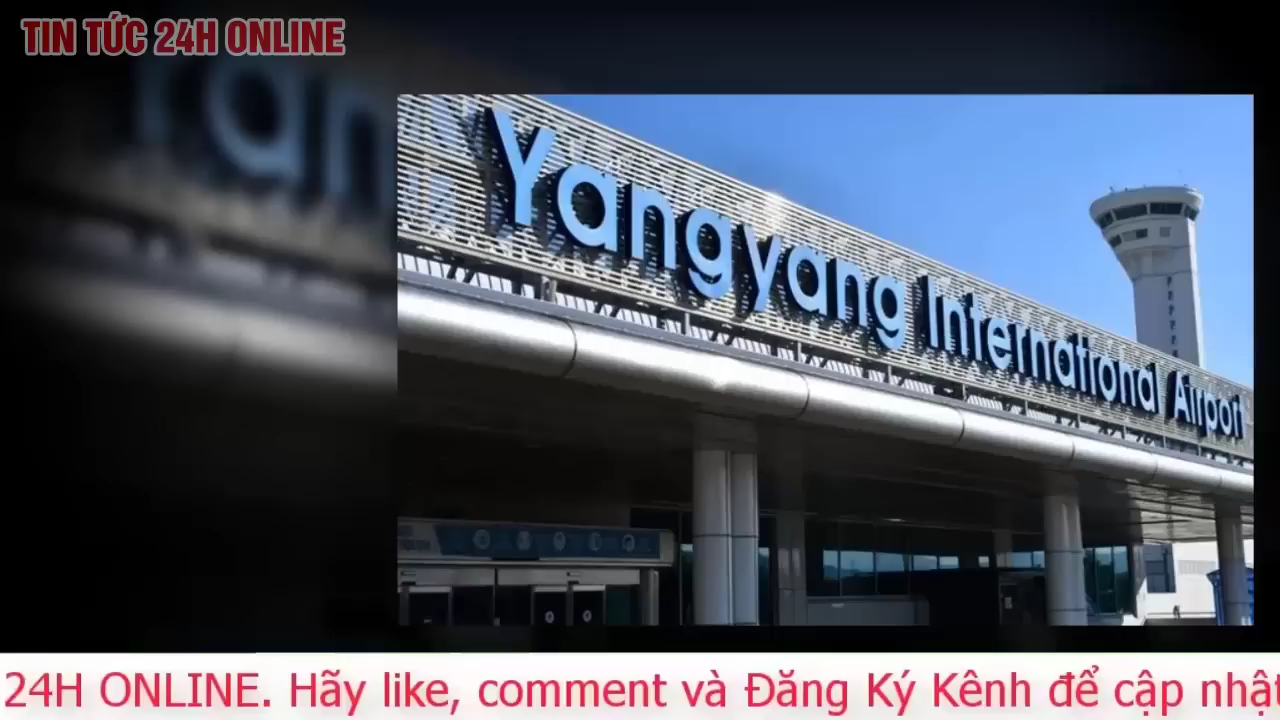 TIN TỨC 24H ONLINE
Yan
Yangyang International Airport
24H ONLINE. Hãy like, comment và Đăng Ký Kênh để cập nhật